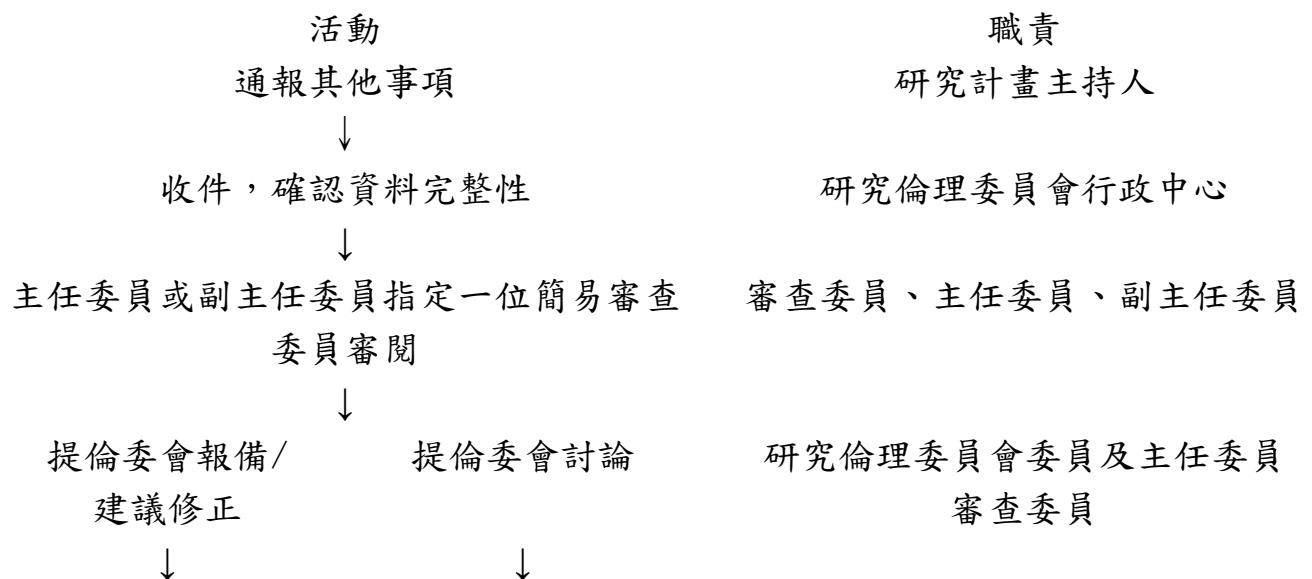 活動 職責
通報其他事項 研究計畫主持人
↓
收件，確認資料完整性 研究倫理委員會行政中心
↓
主任委員或副主任委員指定一位簡易審查 審查委員、主任委員、副主任委員
委員審閱
↓
提倫委會報備/ 提倫委會討論 研究倫理委員會委員及主任委員
建議修正 審查委員
↓ ↓